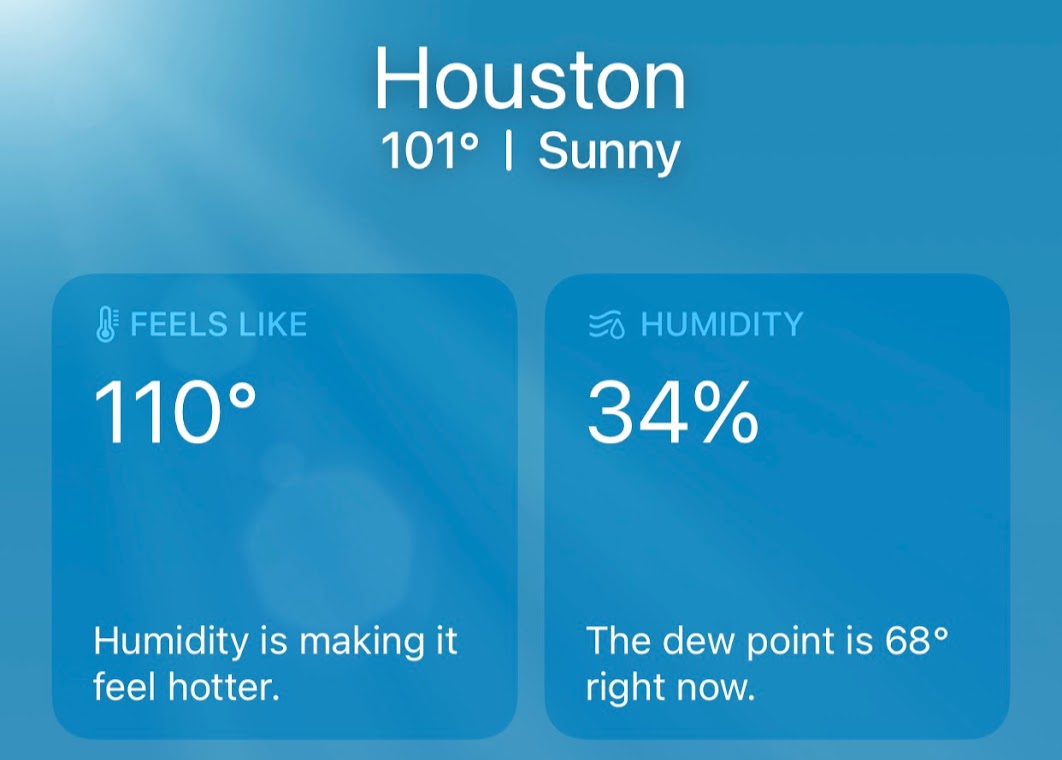 Houston
101° | Sunny
FEELS LIKE
110°
Humidity is making it
feel hotter.
HUMIDITY
34%
The dew point is 68°
right now.